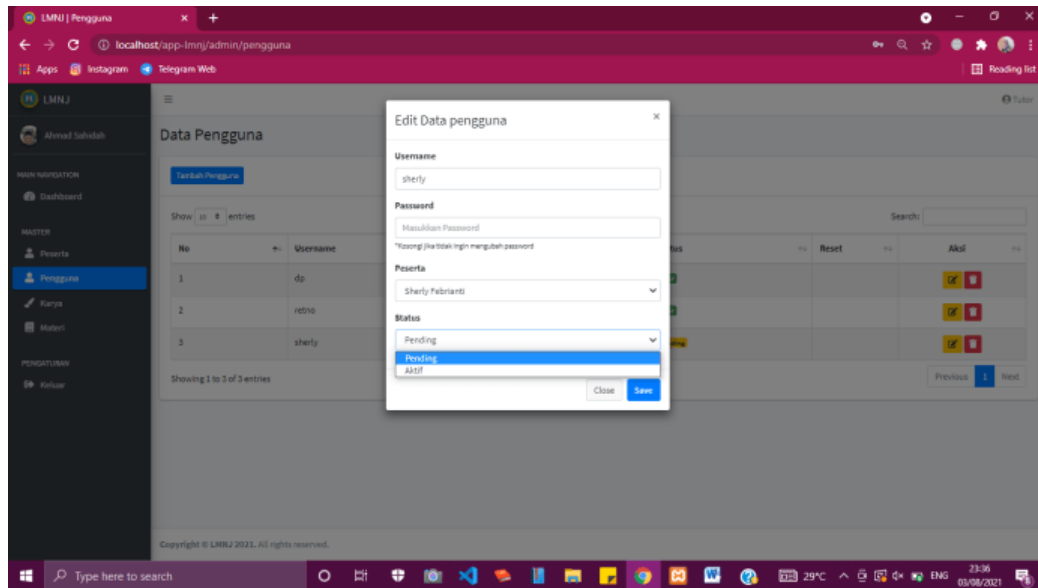 LMNJ | Pengguna
localhost/app-lmnj/admin/pengguna
Apps Instagram Telegram Web Reading list
LMNJ
Tutor
Ahmad Sahidah
Data Pengguna
MAIN NAVIGATION
Dashboard
MASTER
Peserta
Pengguna
Karya
Materi
PENGATURAN
Keluar
Tambah Pengguna
Show 10 entries
Search:
No Username Reset Aksi
1 dp
2 retno
3 sherly
Showing 1 to 3 of 3 entries
Previous 1 Next
Edit Data pengguna
Username
sherly
Password
Masukkan Password
*Kosongi jika tidak ingin mengubah password
Peserta
Sherly Febrianti
Status
Pending
Pending
Aktif
Close Save
Copyright © LMNJ 2021. All rights reserved.
Type here to search
29°C ENG 23:36
03/08/2021